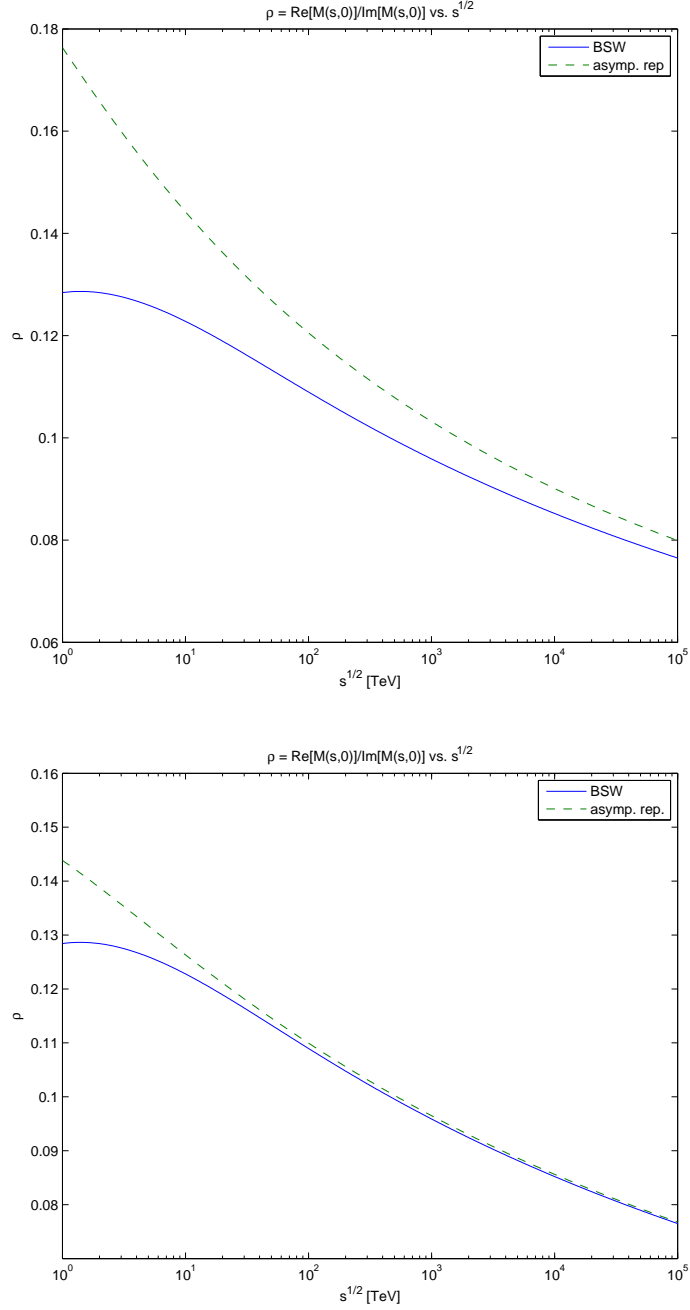 ρ = Re[M(s,0)]/Im[M(s,0)] vs. s^{1/2}
0.18
0.16
0.14
0.12
0.1
0.08
0.06
ρ
BSW
asymp. rep
10^0 10^1 10^2 10^3 10^4 10^5
s^{1/2} [TeV]
ρ = Re[M(s,0)]/Im[M(s,0)] vs. s^{1/2}
0.16
0.15
0.14
0.13
0.12
0.11
0.1
0.09
0.08
ρ
BSW
asymp. rep.
10^0 10^1 10^2 10^3 10^4 10^5
s^{1/2} [TeV]